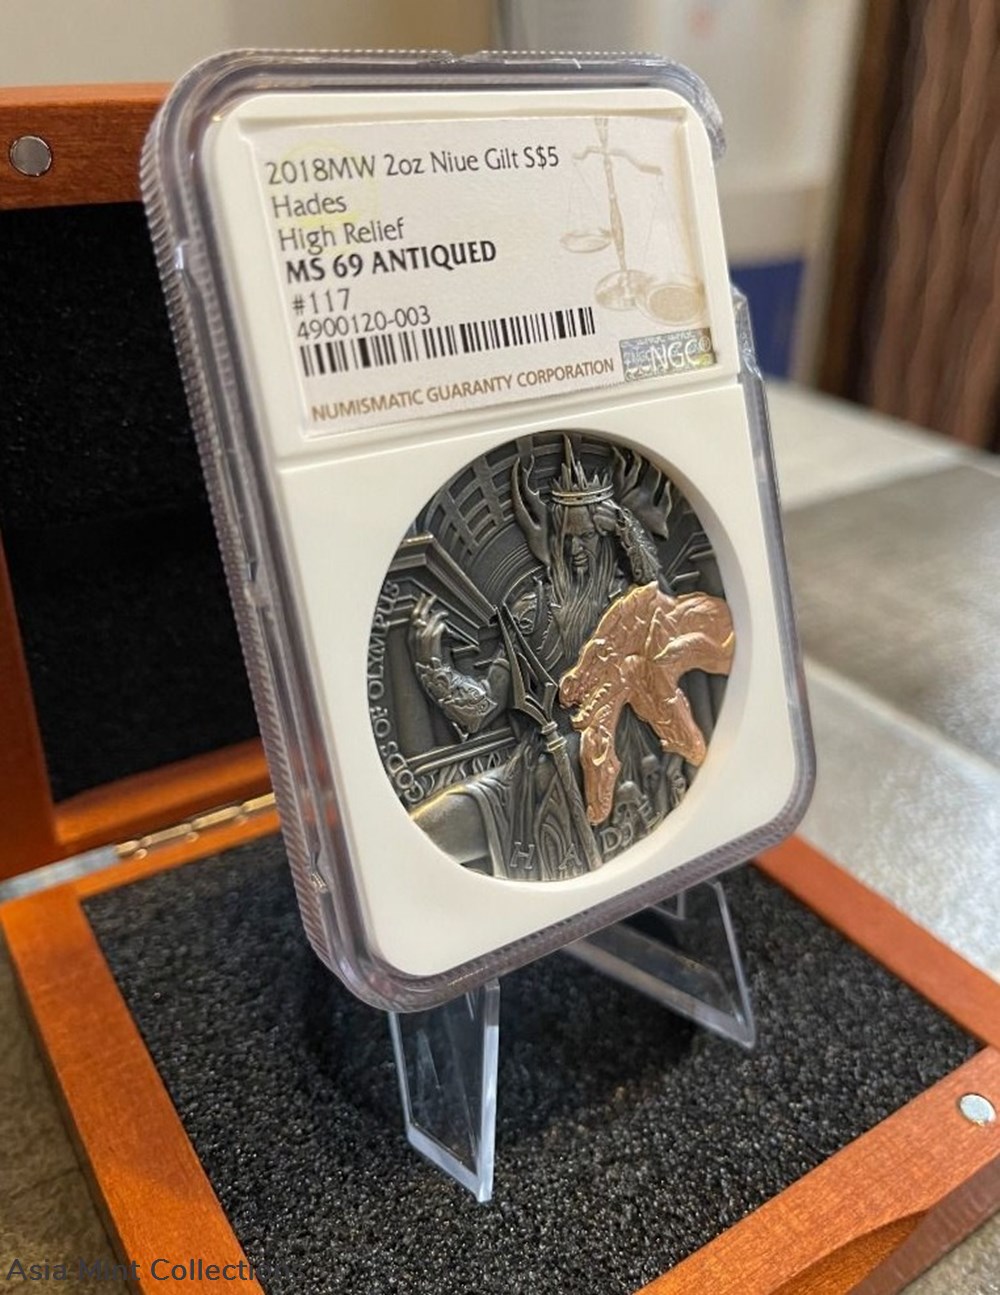 2018MW 2oz Niue Gilt S$5
Hades
High Relief
MS 69 ANTIQUED
#117
4900120-003
NGC
NUMISMATIC GUARANTY CORPORATION
GODS OF OLYMPUS
HADES
Asia Mint Collections